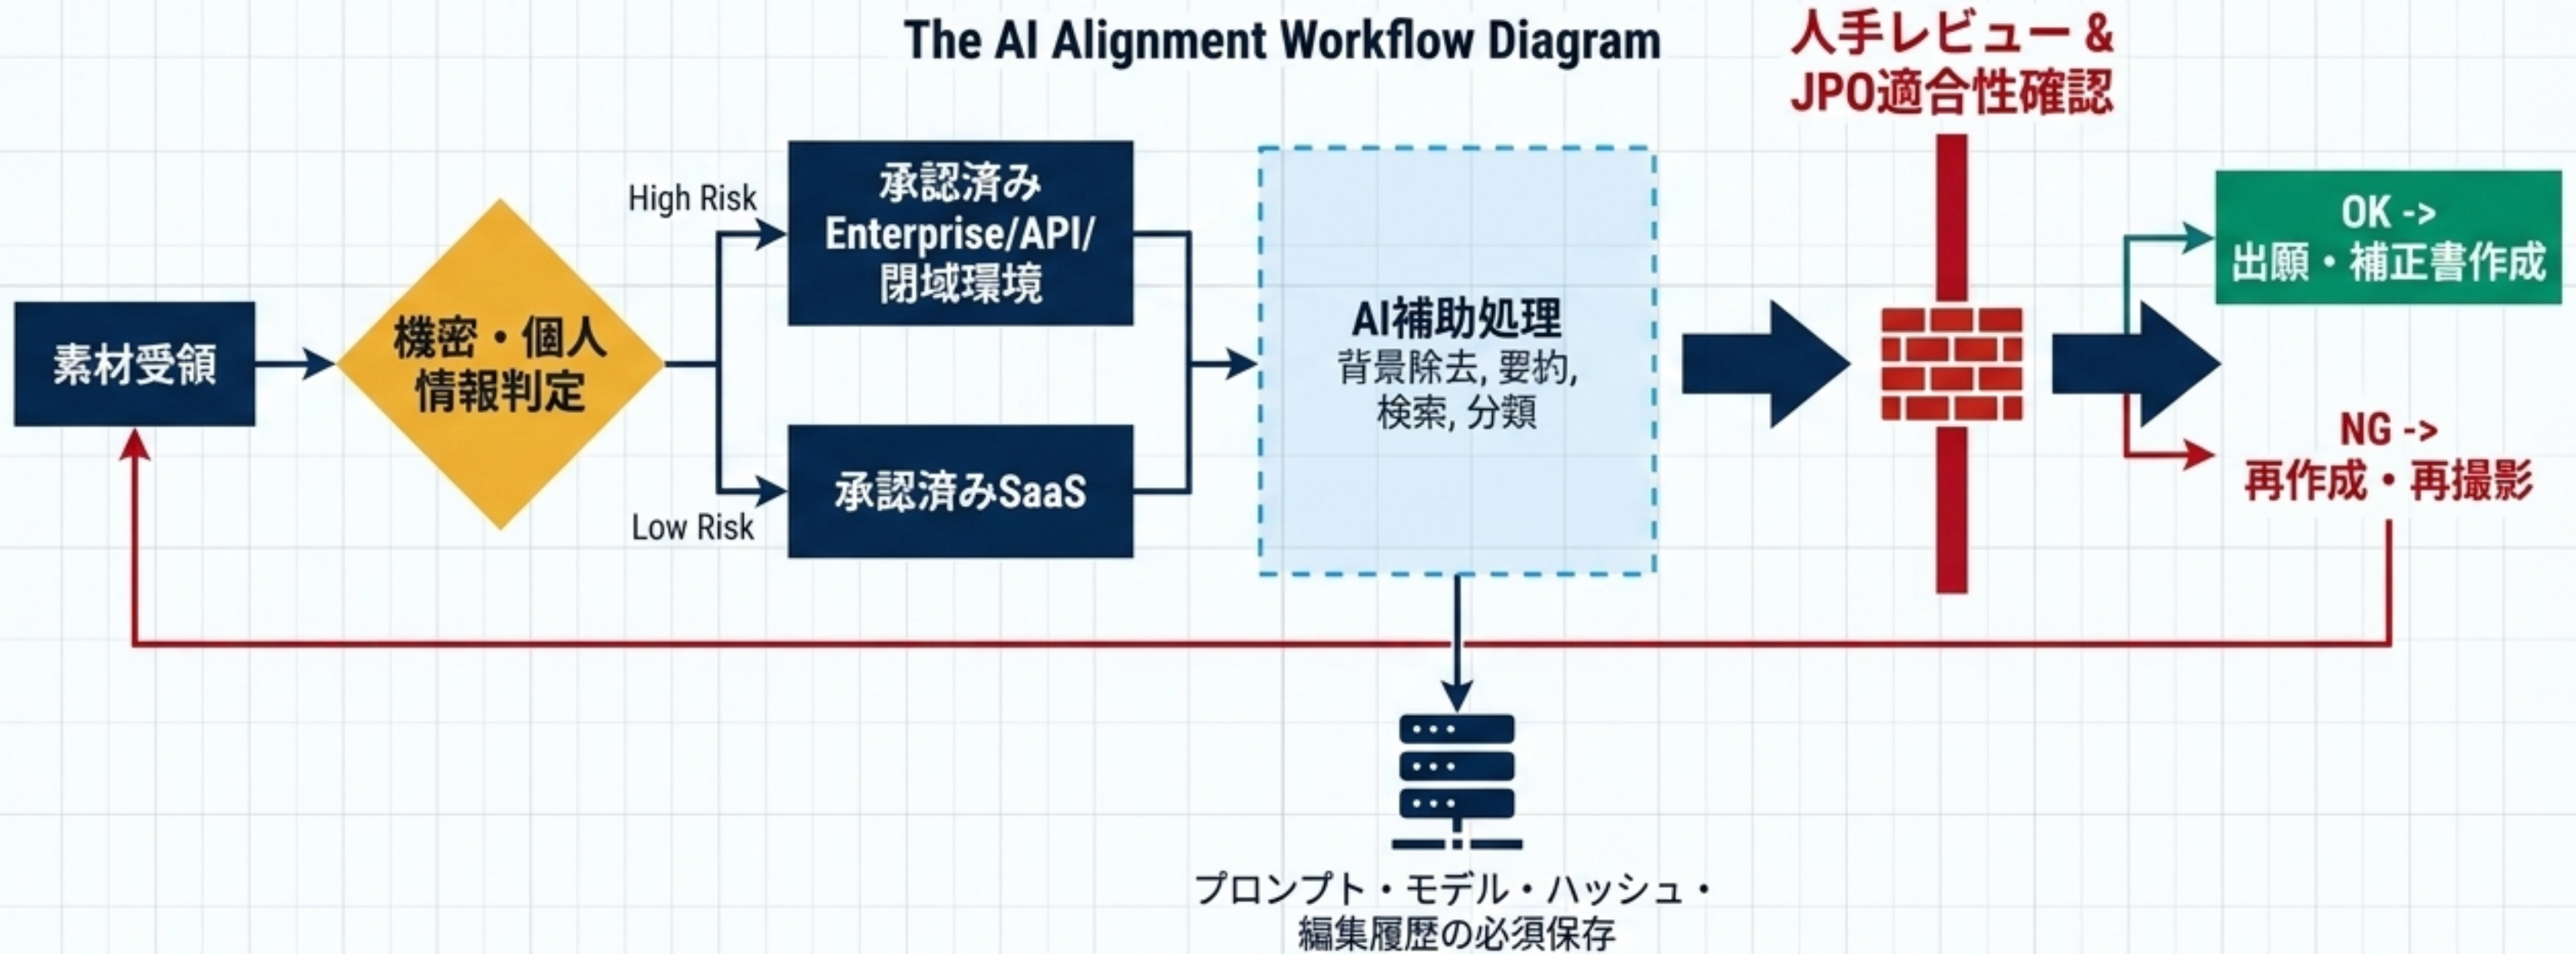 The AI Alignment Workflow Diagram
人手レビュー &
JPO適合性確認
素材受領
機密・個人
情報判定
High Risk
Low Risk
承認済み
Enterprise/API/
閉域環境
承認済みSaaS
AI補助処理
背景除去, 要約,
検索, 分類
OK ->
出願・補正書作成
NG ->
再作成・再撮影
プロンプト・モデル・ハッシュ・
編集履歴の必須保存